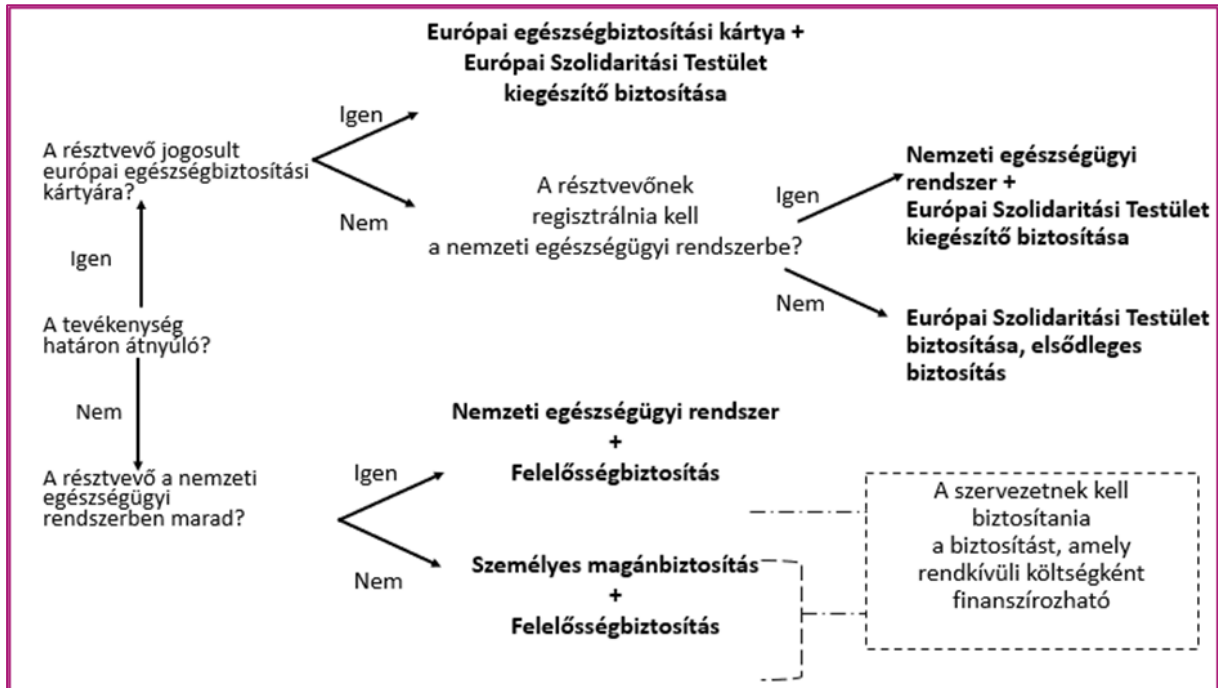 Európai egészségbiztosítási kártya +
Európai Szolidaritási Testület
kiegészítő biztosítása
Igen
A résztvevő jogosult
európai egészségbiztosítási
kártyára?
Nem
A résztvevőnek
regisztrálnia kell
a nemzeti egészségügyi rendszerbe?
Igen
Nemzeti egészségügyi
rendszer +
Európai Szolidaritási Testület
kiegészítő biztosítása
Nem
Európai Szolidaritási Testület
biztosítása, elsődleges
biztosítás
Igen
A tevékenység
határon átnyúló?
Nem
A résztvevő a nemzeti
egészségügyi
rendszerben marad?
Igen
Nemzeti egészségügyi rendszer
+
Felelősségbiztosítás
Nem
Személyes magánbiztosítás
+
Felelősségbiztosítás
A szervezetnek kell
biztosítania
a biztosítást, amely
rendkívüli költségként
finanszírozható